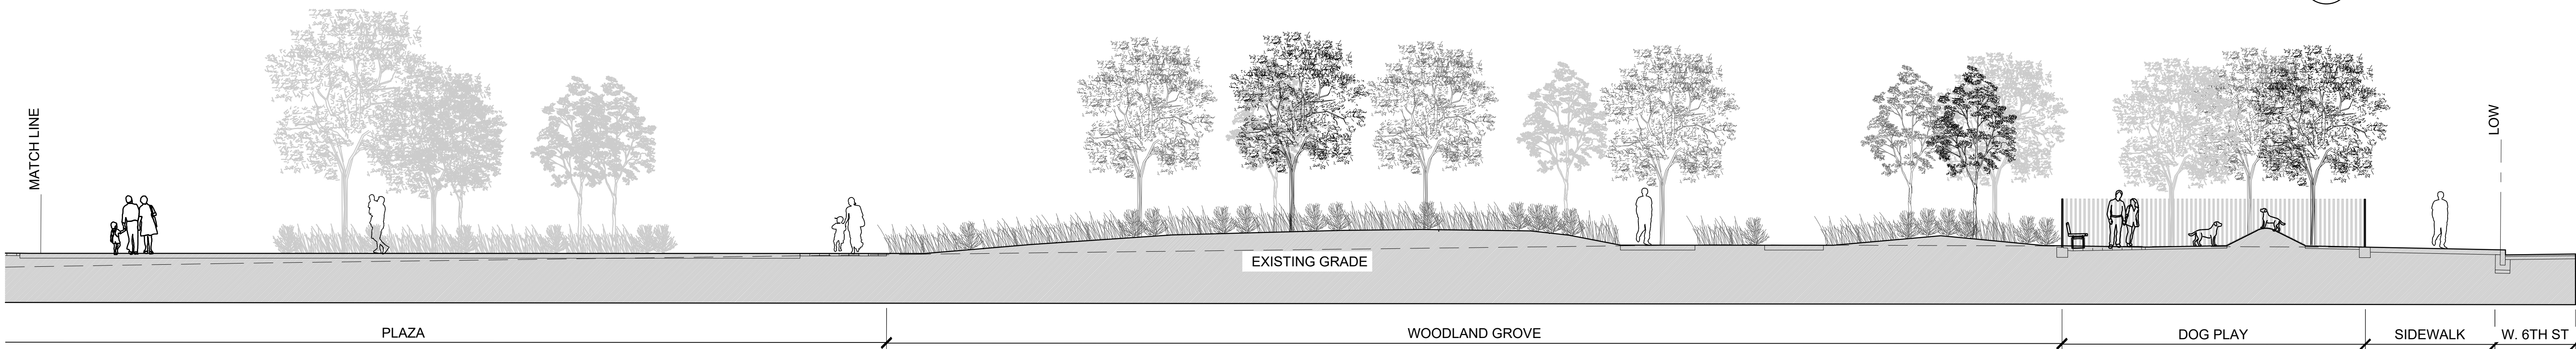 MATCH LINE
LOW
EXISTING GRADE
PLAZA
WOODLAND GROVE
DOG PLAY
SIDEWALK
W. 6TH ST